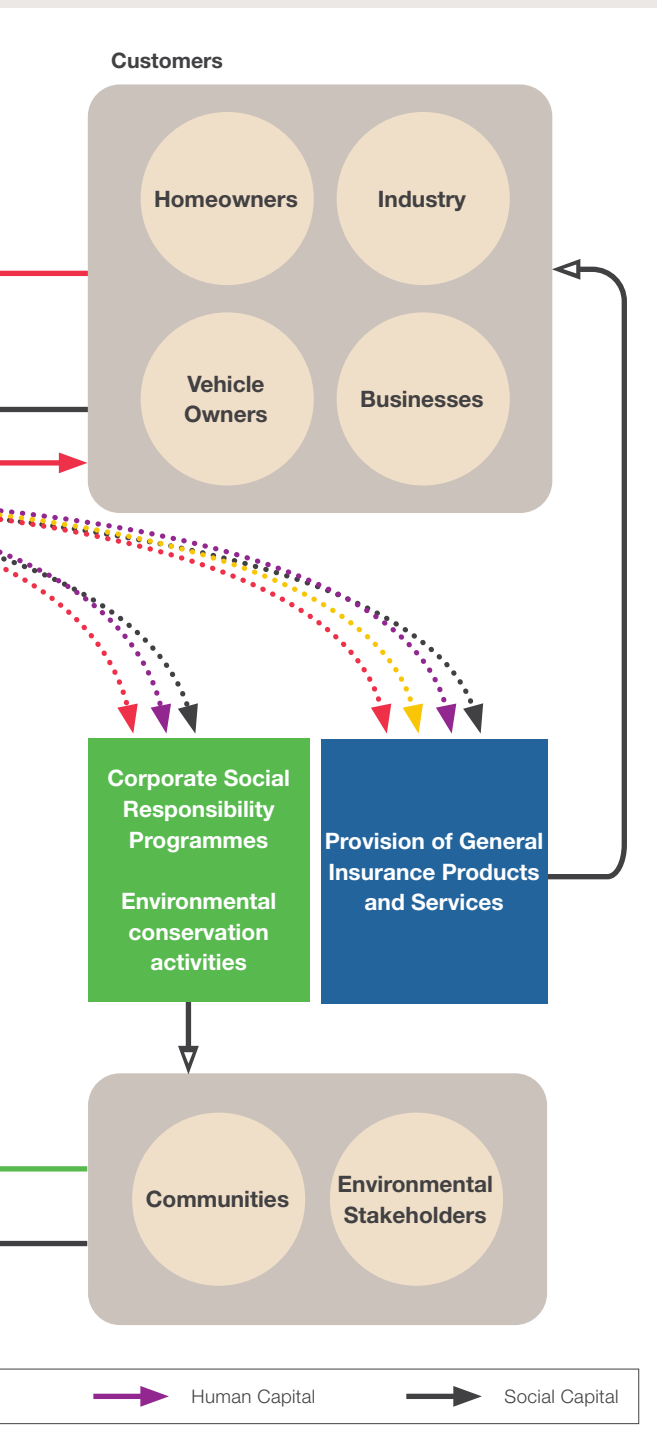 Customers
Homeowners
Industry
Vehicle
Owners
Businesses
Corporate Social
Responsibility
Programmes
Environmental
conservation
activities
Provision of General
Insurance Products
and Services
Communities
Environmental
Stakeholders
Human Capital
Social Capital